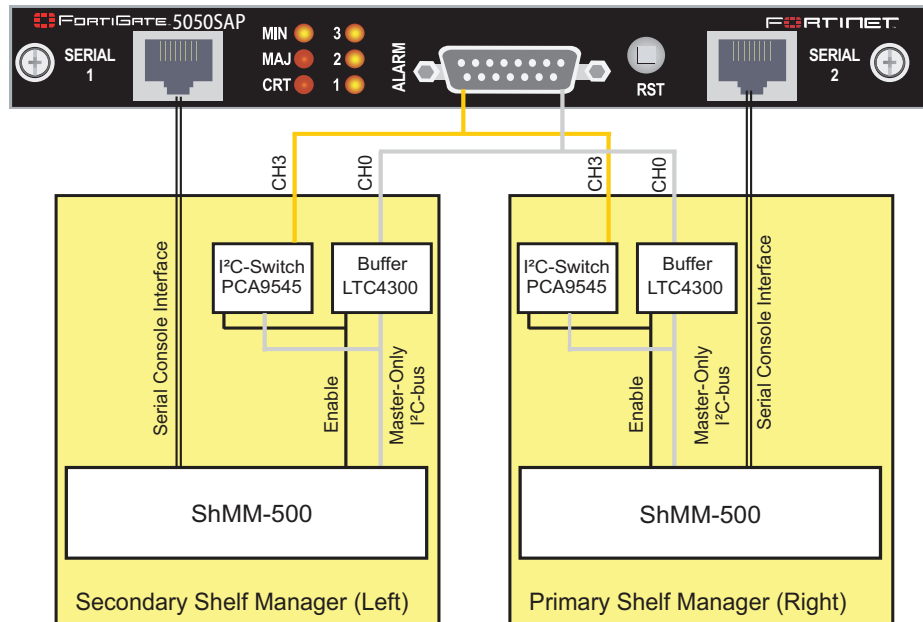 FORTIGATE 5050SAP
FORTINET
SERIAL
1
MIN
MAJ
CRT
3
2
1
ALARM
RST
SERIAL
2
CH3
CH0
CH3
CH0
I²C-Switch
PCA9545
Buffer
LTC4300
I²C-Switch
PCA9545
Buffer
LTC4300
Serial Console Interface
Enable
Master-Only
I²C-bus
Enable
Master-Only
I²C-bus
Serial Console Interface
ShMM-500
ShMM-500
Secondary Shelf Manager (Left)
Primary Shelf Manager (Right)